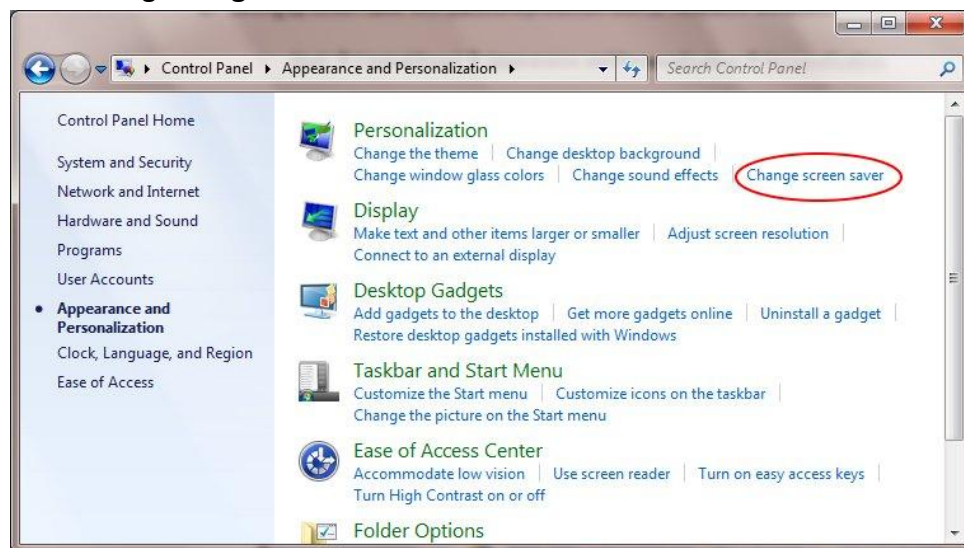 Control Panel ▸ Appearance and Personalization ▸ Search Control Panel
Control Panel Home
System and Security
Network and Internet
Hardware and Sound
Programs
User Accounts
Appearance and
Personalization
Clock, Language, and Region
Ease of Access
Personalization
Change the theme | Change desktop background |
Change window glass colors | Change sound effects | Change screen saver
Display
Make text and other items larger or smaller | Adjust screen resolution |
Connect to an external display
Desktop Gadgets
Add gadgets to the desktop | Get more gadgets online | Uninstall a gadget |
Restore desktop gadgets installed with Windows
Taskbar and Start Menu
Customize the Start menu | Customize icons on the taskbar |
Change the picture on the Start menu
Ease of Access Center
Accommodate low vision | Use screen reader | Turn on easy access keys |
Turn High Contrast on or off
Folder Options